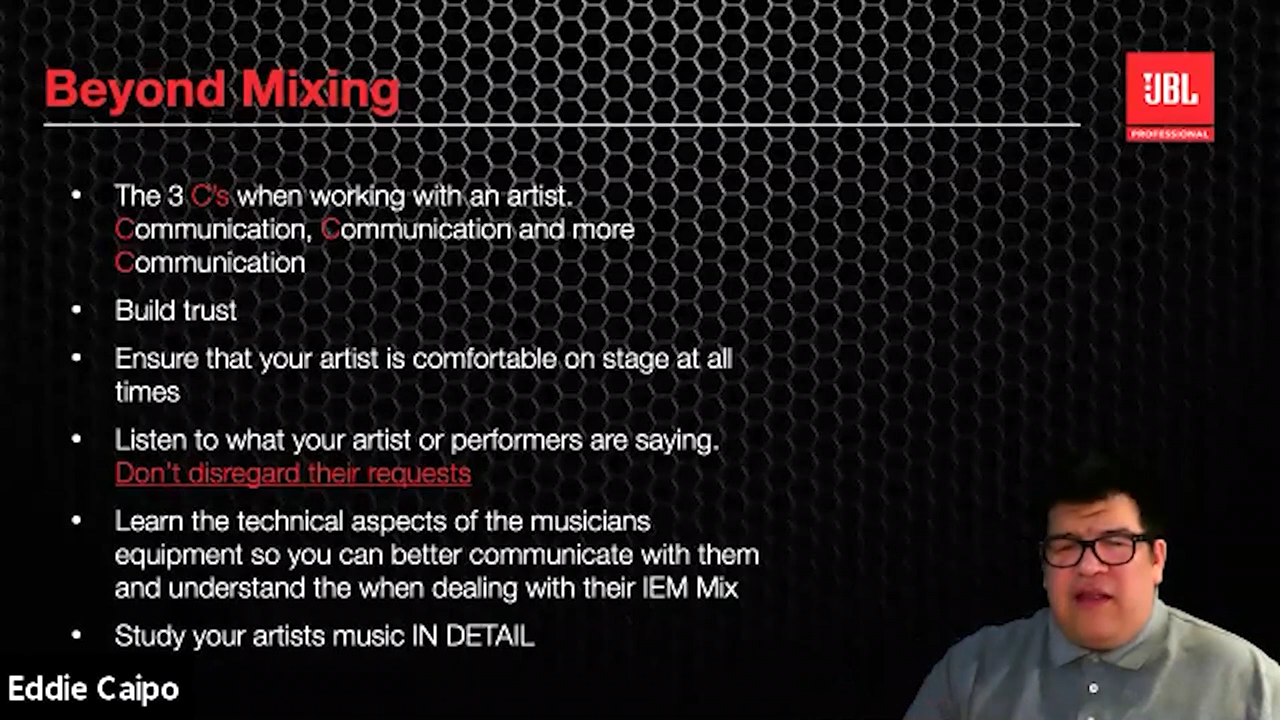 Beyond Mixing
JBL
PROFESSIONAL
• The 3 C's when working with an artist.
Communication, Communication and more
Communication
• Build trust
• Ensure that your artist is comfortable on stage at all
times
• Listen to what your artist or performers are saying.
Don't disregard their requests
• Learn the technical aspects of the musicians
equipment so you can better communicate with them
and understand the when dealing with their IEM Mix
• Study your artists music IN DETAIL
Eddie Caipo